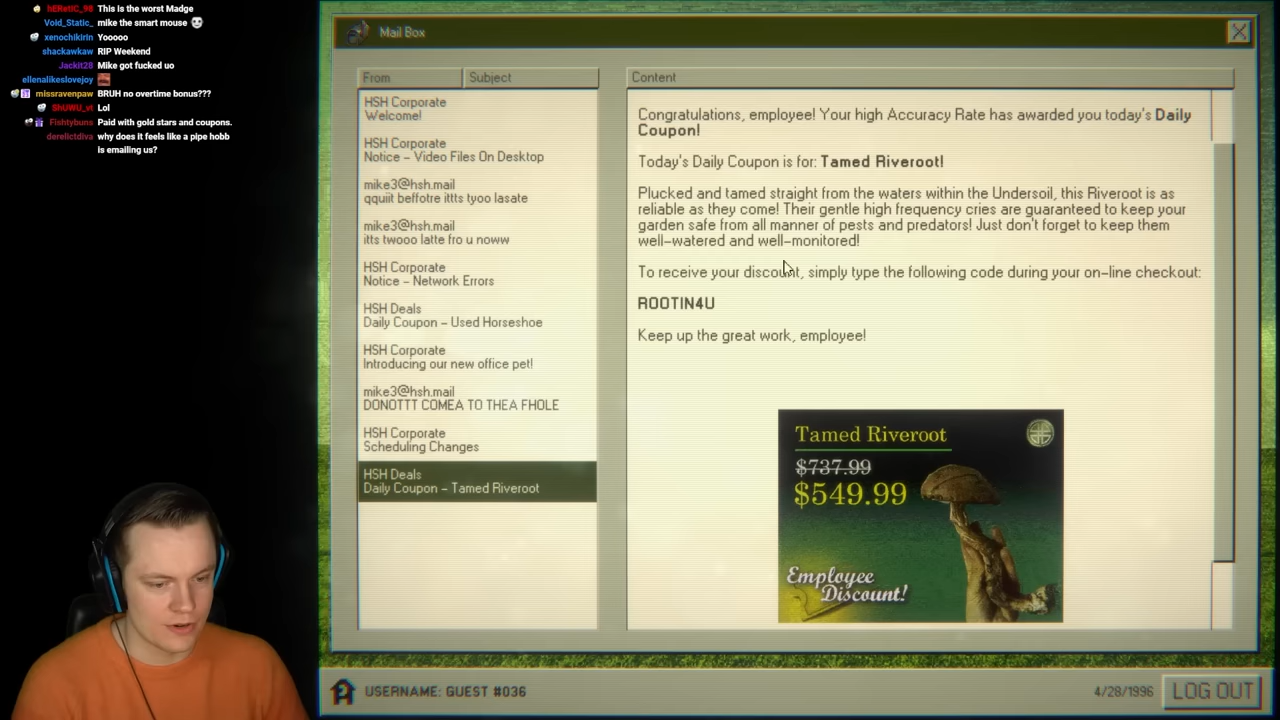 hERetiC_98 This is the worst Madge
Void_Static_ mike the smart mouse
xenochikirin Yooooo
shackawkaw RIP Weekend
Jackit28 Mike got fucked uo
ellenalikeslovejoy
missravenpaw BRUH no overtime bonus???
ShUWU_vt Lol
Fishtybuns Paid with gold stars and coupons.
derelictdiva why does it feels like a pipe hobb
is emailing us?
Mail Box
From Subject
HSH Corporate
Welcome!
HSH Corporate
Notice – Video Files On Desktop
mike3@hsh.mail
qquiit beffotre ittts tyoo lasate
mike3@hsh.mail
itts twooo latte fro u noww
HSH Corporate
Notice – Network Errors
HSH Deals
Daily Coupon – Used Horseshoe
HSH Corporate
Introducing our new office pet!
mike3@hsh.mail
DONOTTT COMEA TO THEA FHOLE
HSH Corporate
Scheduling Changes
HSH Deals
Daily Coupon – Tamed Riveroot
Content
Congratulations, employee! Your high Accuracy Rate has awarded you today's Daily
Coupon!
Today's Daily Coupon is for: Tamed Riveroot!
Plucked and tamed straight from the waters within the Undersoil, this Riveroot is as
reliable as they come! Their gentle high frequency cries are guaranteed to keep your
garden safe from all manner of pests and predators! Just don't forget to keep them
well-watered and well-monitored!
To receive your discount, simply type the following code during your on-line checkout:
ROOTIN4U
Keep up the great work, employee!
Tamed Riveroot
$737.99
$549.99
Employee
Discount!
USERNAME: GUEST #036
4/28/1996
LOG OUT